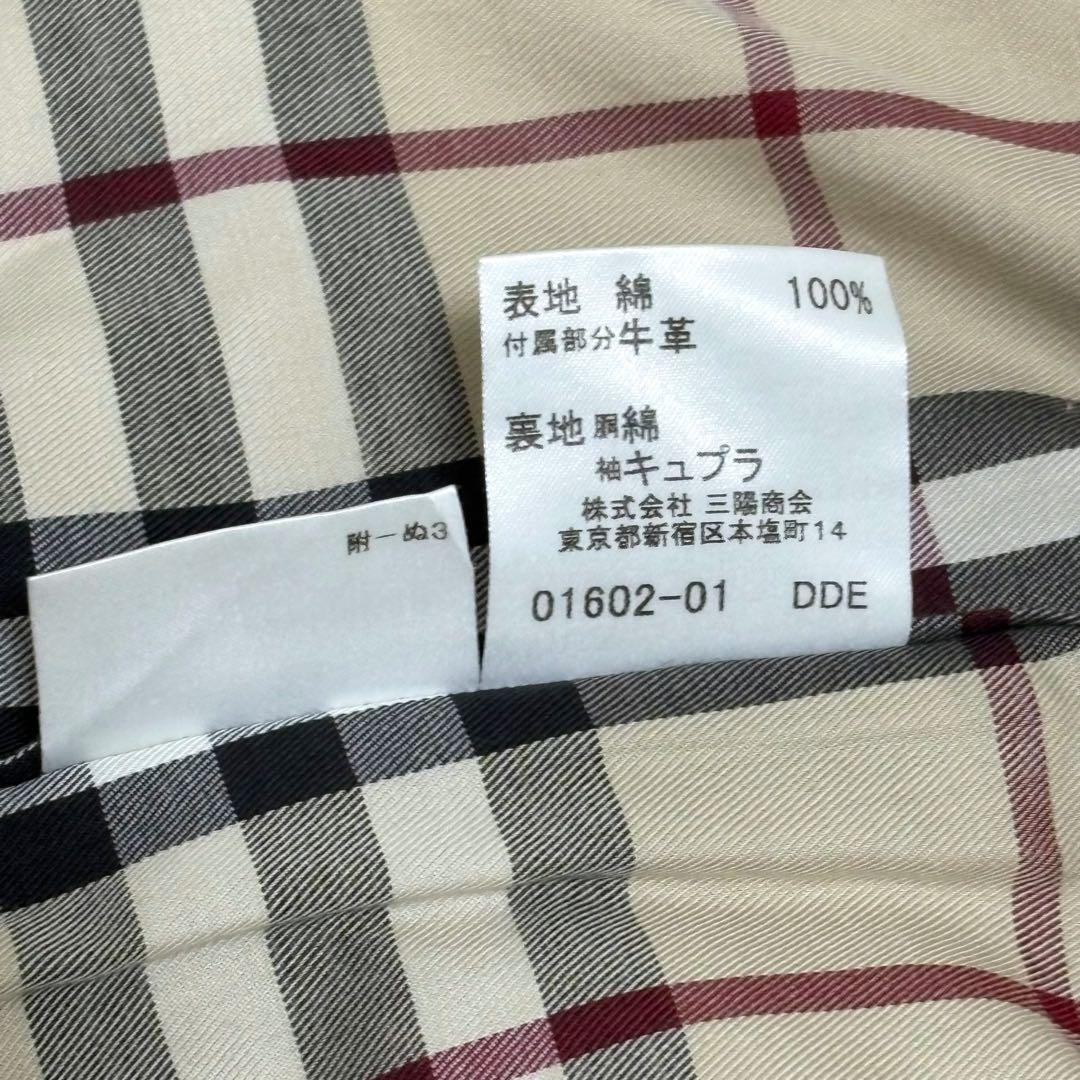 表地 綿 100%
付属部分牛革
裏地 胴綿
袖キュプラ
株式会社 三陽商会
東京都新宿区本塩町14
01602-01 DDE
附ーぬ3